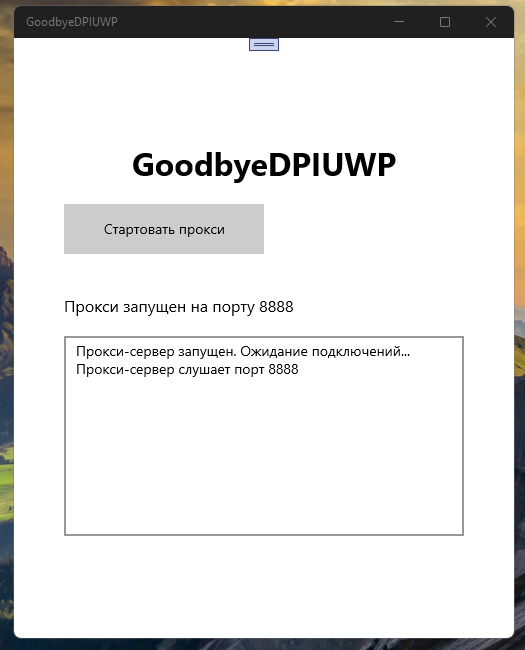 GoodbyeDPIUWP
GoodbyeDPIUWP
Стартовать прокси
Прокси запущен на порту 8888
Прокси-сервер запущен. Ожидание подключений...
Прокси-сервер слушает порт 8888